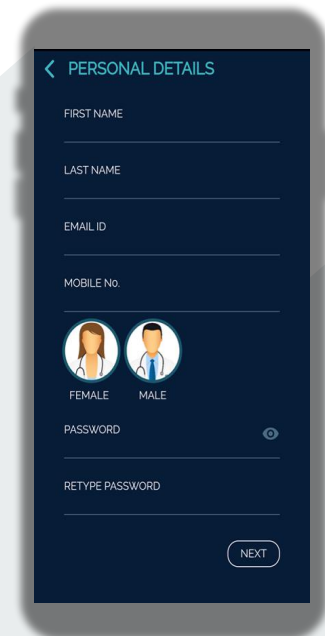 PERSONAL DETAILS
FIRST NAME
LAST NAME
EMAIL ID
MOBILE No.
FEMALE MALE
PASSWORD
RETYPE PASSWORD
NEXT